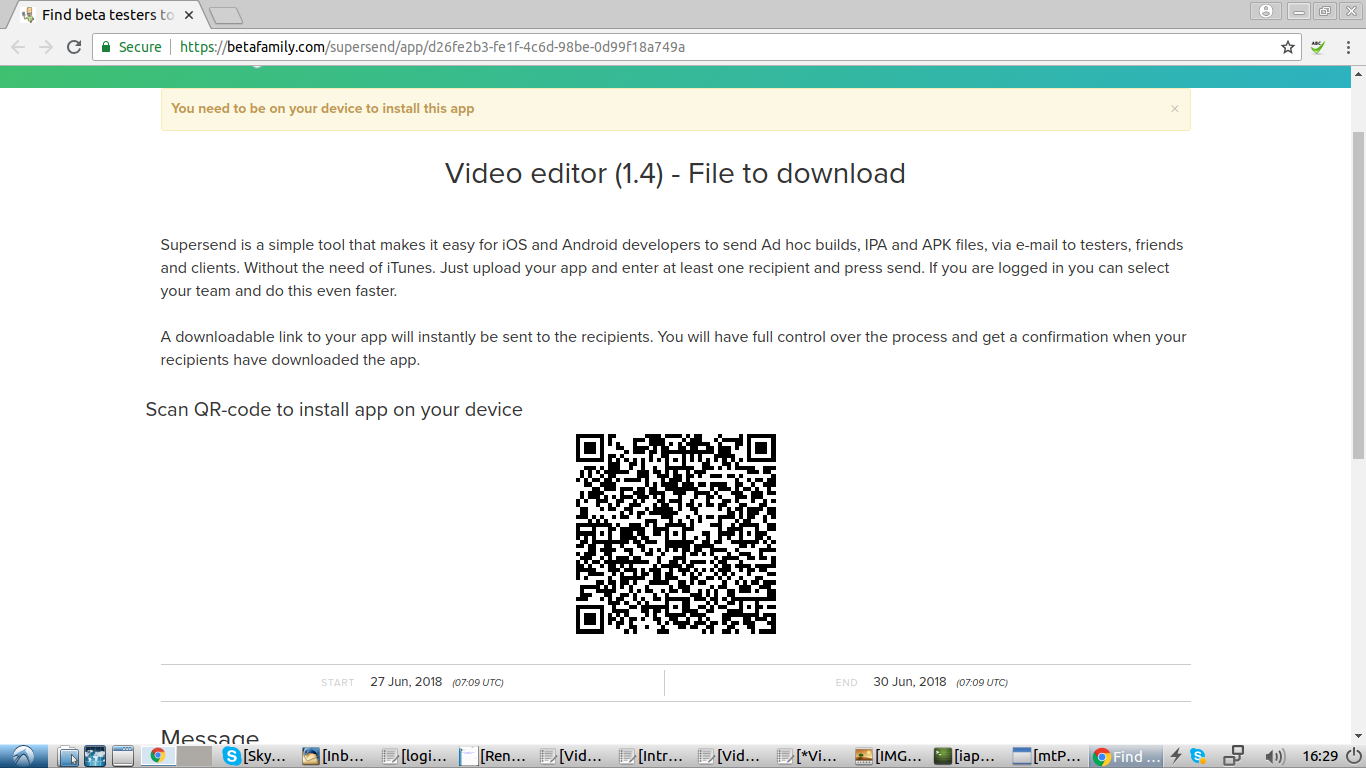 Find beta testers to
Secure
https://betafamily.com/supersend/app/d26fe2b3-fe1f-4c6d-98be-0d99f18a749a
ABC
You need to be on your device to install this app
×
Video editor (1.4) - File to download
Supersend is a simple tool that makes it easy for iOS and Android developers to send Ad hoc builds, IPA and APK files, via e-mail to testers, friends
and clients. Without the need of iTunes. Just upload your app and enter at least one recipient and press send. If you are logged in you can select
your team and do this even faster.
A downloadable link to your app will instantly be sent to the recipients. You will have full control over the process and get a confirmation when your
recipients have downloaded the app.
Scan QR-code to install app on your device
START 27 Jun, 2018 (07:09 UTC) END 30 Jun, 2018 (07:09 UTC)
Message
[Sky... [Inb... [logi... [Ren... [Vid... [Intr... [Vid... [*Vi... [IMG... [iap... [mtP... Find ... 16:29